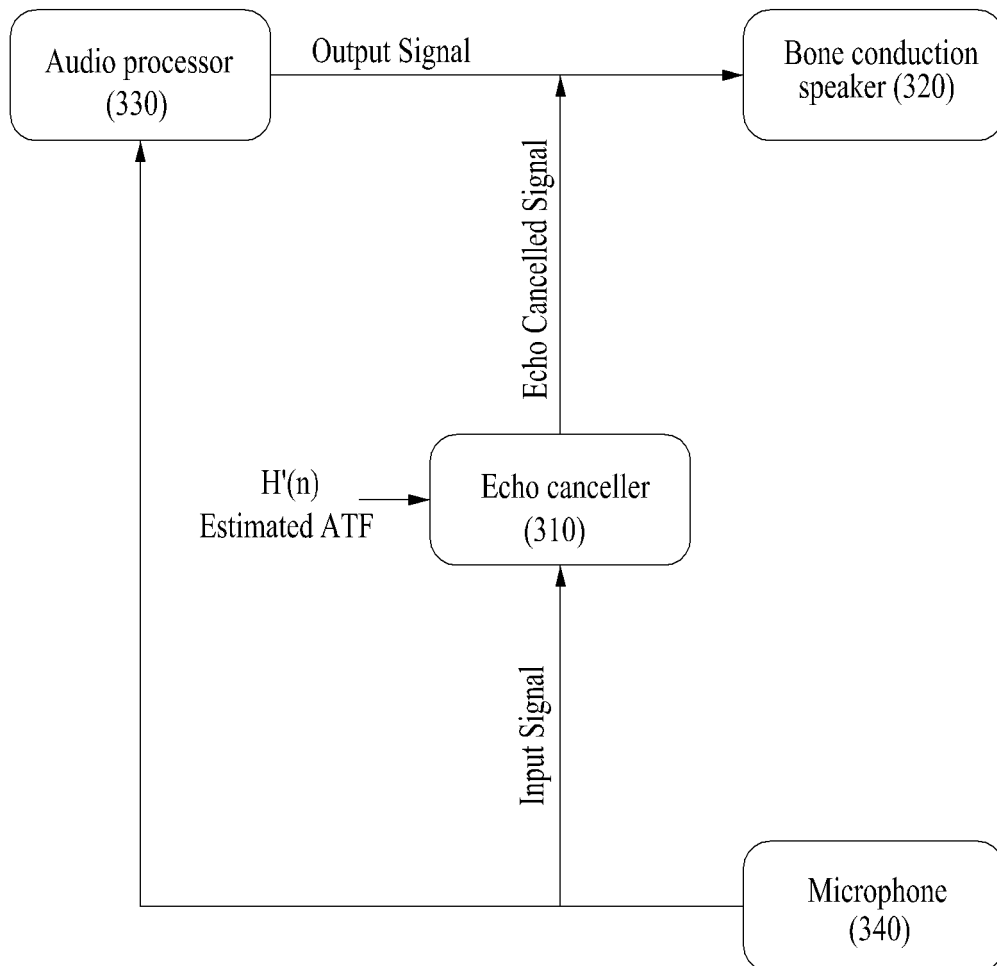 Audio processor
(330)
Output Signal
Bone conduction
speaker (320)
Echo Cancelled Signal
H'(n)
Estimated ATF
Echo canceller
(310)
Input Signal
Microphone
(340)